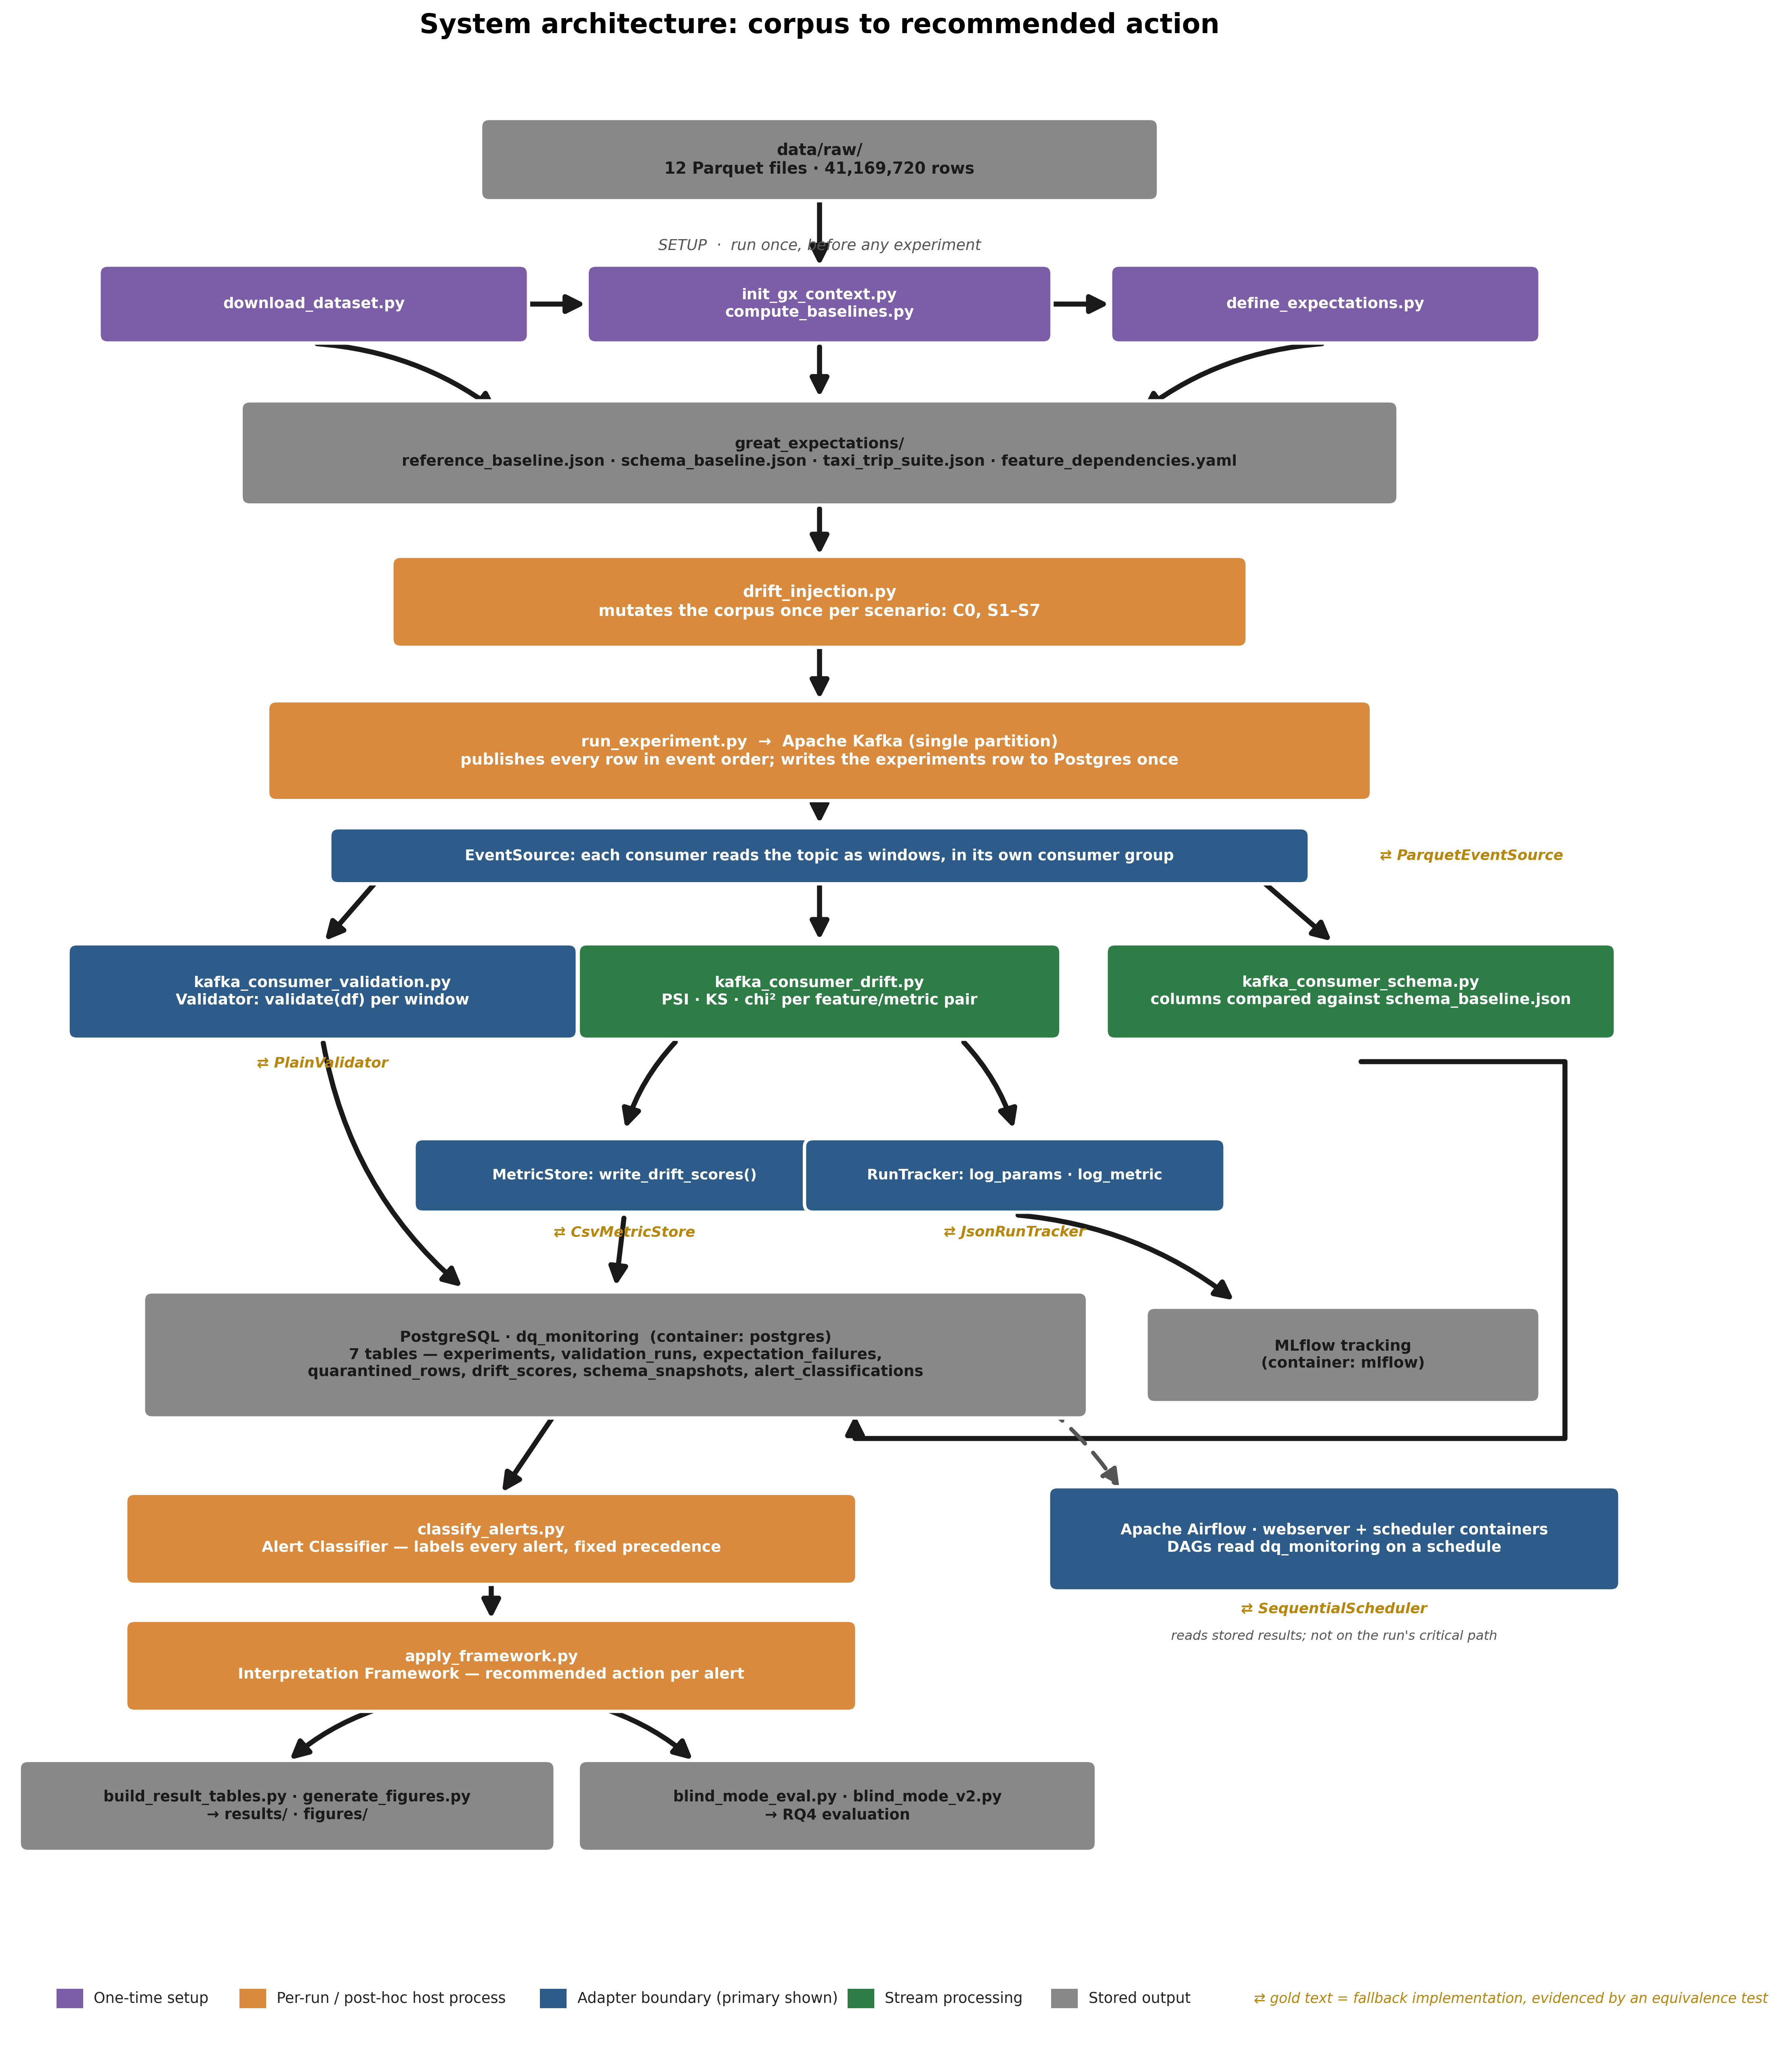 System architecture: corpus to recommended action
data/raw/
12 Parquet files · 41,169,720 rows
SETUP · run once, before any experiment
download_dataset.py
init_gx_context.py
compute_baselines.py
define_expectations.py
great_expectations/
reference_baseline.json · schema_baseline.json · taxi_trip_suite.json · feature_dependencies.yaml
drift_injection.py
mutates the corpus once per scenario: C0, S1–S7
run_experiment.py → Apache Kafka (single partition)
publishes every row in event order; writes the experiments row to Postgres once
EventSource: each consumer reads the topic as windows, in its own consumer group
⇄ ParquetEventSource
kafka_consumer_validation.py
Validator: validate(df) per window
kafka_consumer_drift.py
PSI · KS · chi² per feature/metric pair
kafka_consumer_schema.py
columns compared against schema_baseline.json
⇄ PlainValidator
MetricStore: write_drift_scores()
RunTracker: log_params · log_metric
⇄ CsvMetricStore
⇄ JsonRunTracker
PostgreSQL · dq_monitoring (container: postgres)
7 tables — experiments, validation_runs, expectation_failures,
quarantined_rows, drift_scores, schema_snapshots, alert_classifications
MLflow tracking
(container: mlflow)
classify_alerts.py
Alert Classifier — labels every alert, fixed precedence
Apache Airflow · webserver + scheduler containers
DAGs read dq_monitoring on a schedule
⇄ SequentialScheduler
reads stored results; not on the run's critical path
apply_framework.py
Interpretation Framework — recommended action per alert
build_result_tables.py · generate_figures.py
→ results/ · figures/
blind_mode_eval.py · blind_mode_v2.py
→ RQ4 evaluation
One-time setup
Per-run / post-hoc host process
Adapter boundary (primary shown)
Stream processing
Stored output
⇄ gold text = fallback implementation, evidenced by an equivalence test